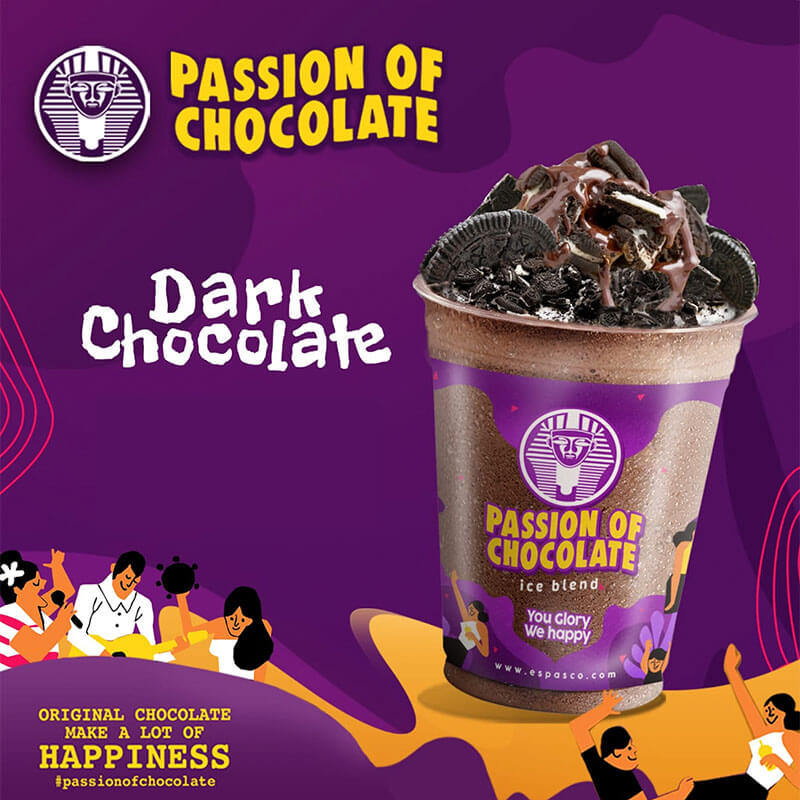 PASSION OF
CHOCOLATE
Dark
Chocolate
PASSION OF
CHOCOLATE
ice blend
You Glory
We happy
www.espasco.com
ORIGINAL CHOCOLATE
MAKE A LOT OF
HAPPINESS
#passionofchocolate